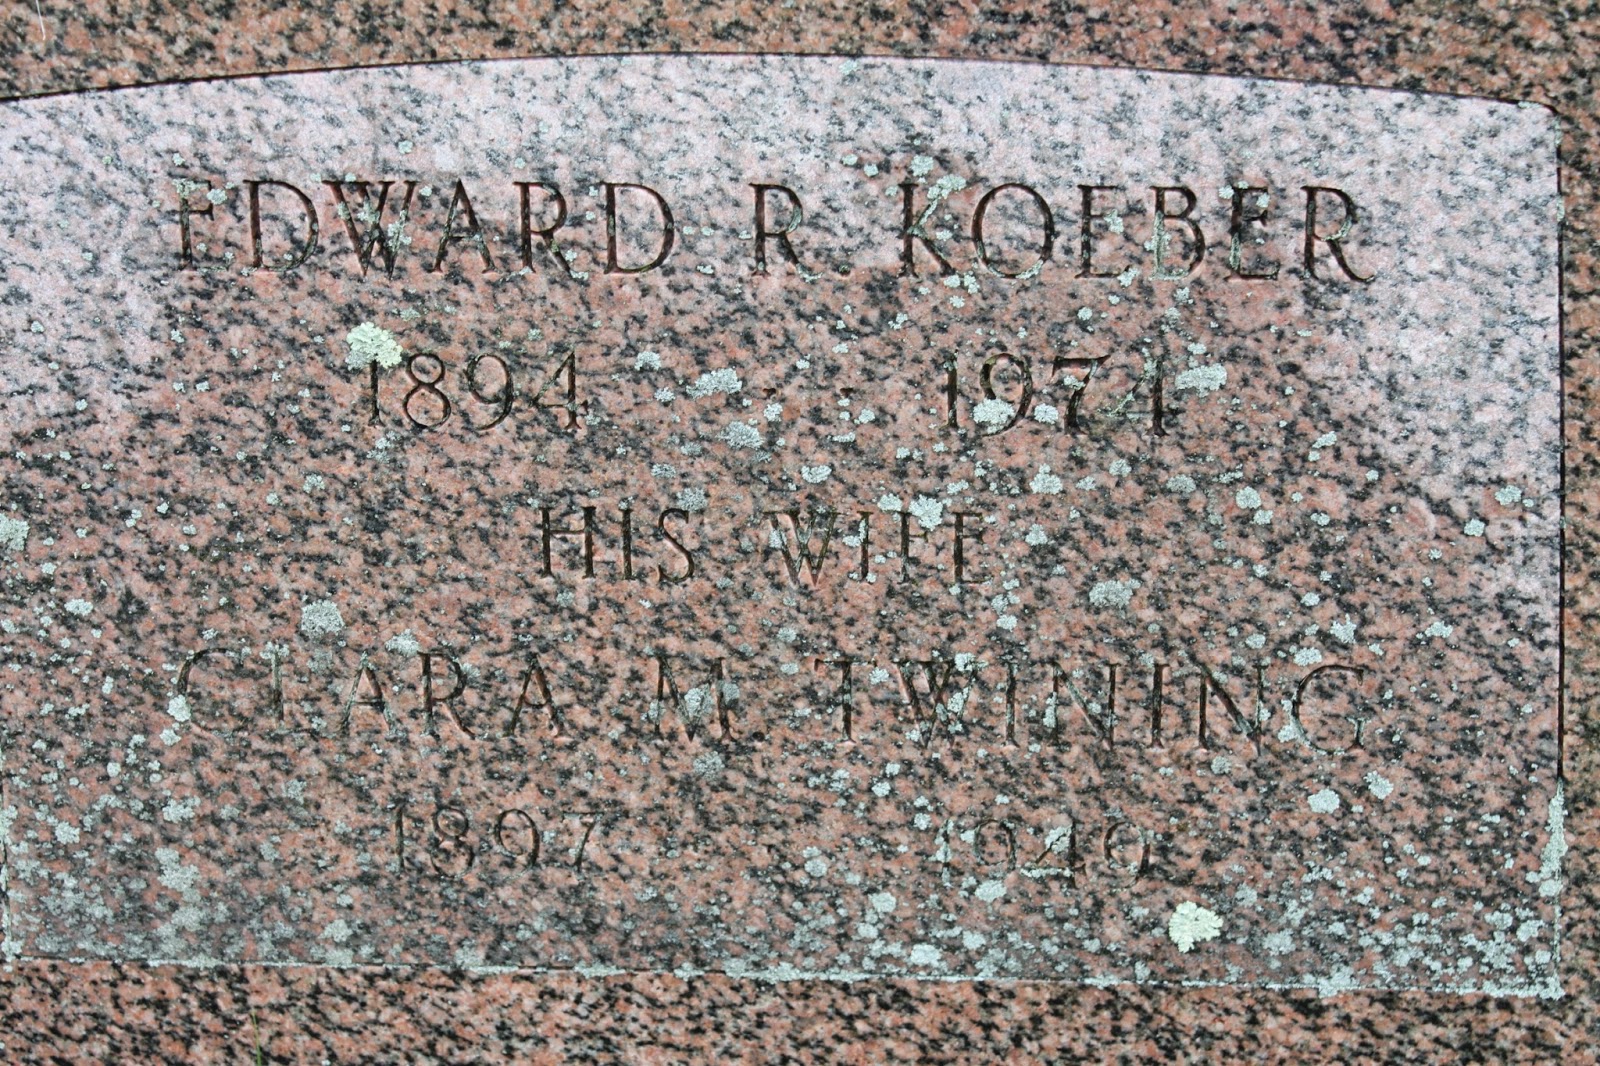 EDWARD R. KOEBER
1894 - - 1974
HIS WIFE
CLARA M. TWINING
1897 1949